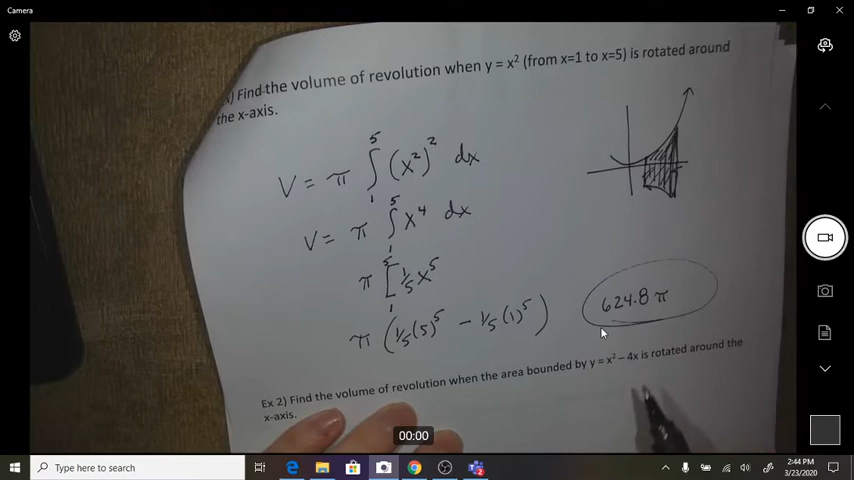 Camera
Find the volume of revolution when y = x² (from x=1 to x=5) is rotated around
the x-axis.
V = π ∫₁⁵ (x²)² dx
V = π ∫₁⁵ x⁴ dx
π [⅕x⁵
5
π (⅕(5)⁵ - ⅕(1)⁵)
624.8 π
Ex 2) Find the volume of revolution when the area bounded by y = x² – 4x is rotated around the
x-axis.
00:00
Type here to search
2:44 PM
3/23/2020